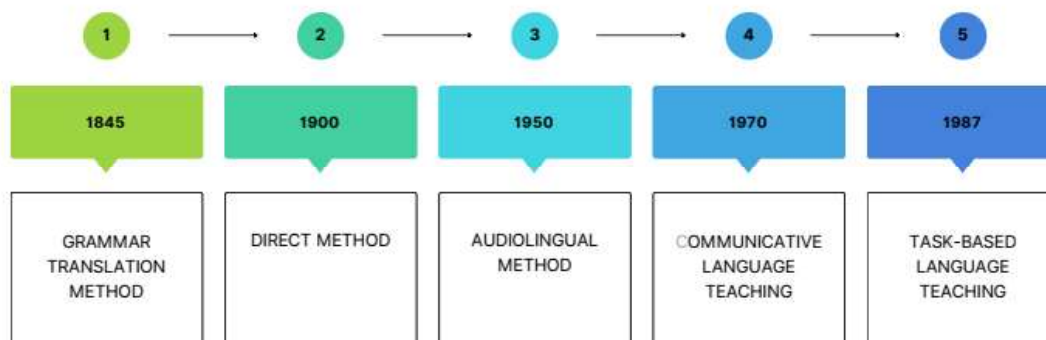 1 2 3 4 5
1845 1900 1950 1970 1987
GRAMMAR
TRANSLATION
METHOD
DIRECT METHOD
AUDIOLINGUAL
METHOD
COMMUNICATIVE
LANGUAGE
TEACHING
TASK-BASED
LANGUAGE
TEACHING